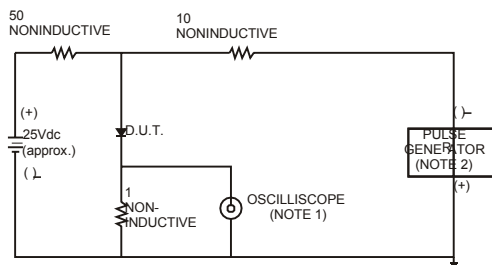 50
NONINDUCTIVE
10
NONINDUCTIVE
(+)
25Vdc
(approx.)
( )
D.U.T.
1
NON-
INDUCTIVE
OSCILLISCOPE
(NOTE 1)
( )
PULSE
GENERATOR
(NOTE 2)
(+)